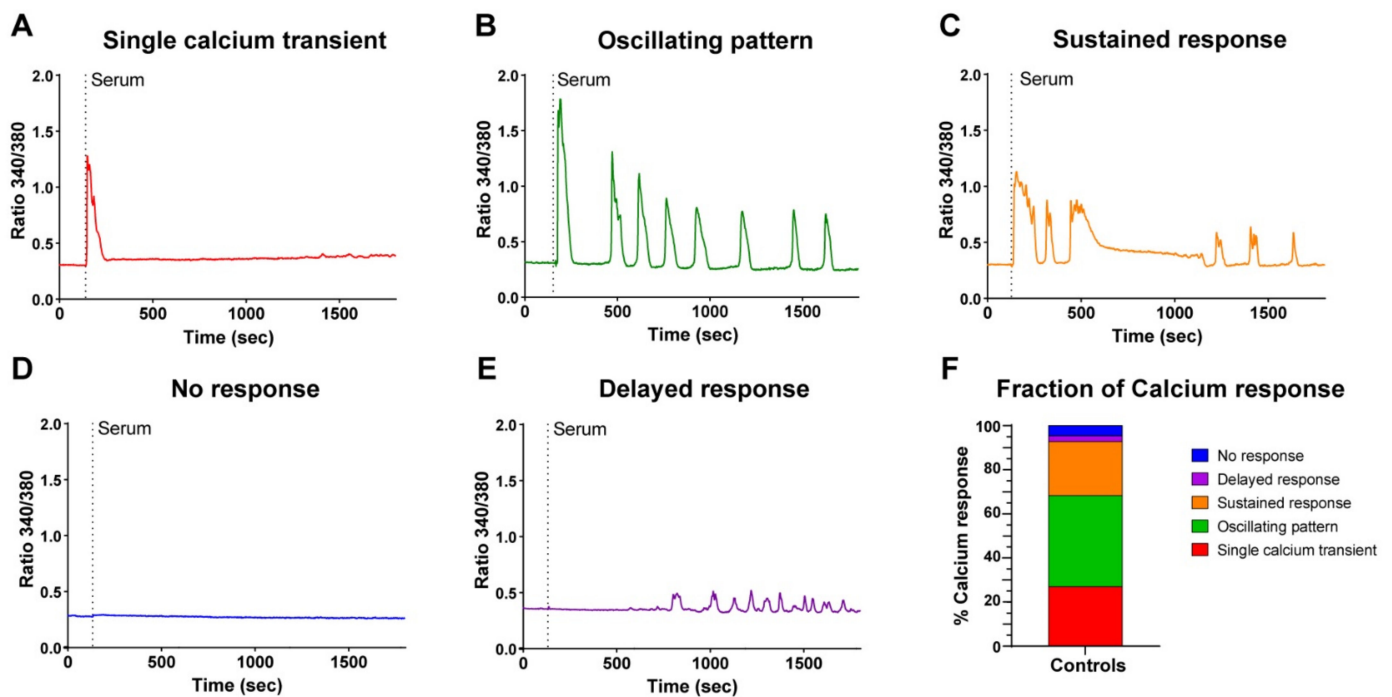 A
Single calcium transient
Serum
Ratio 340/380
2.0
1.5
1.0
0.5
0.0
0
500
1000
1500
Time (sec)
B
Oscillating pattern
Serum
Ratio 340/380
2.0
1.5
1.0
0.5
0.0
0
500
1000
1500
Time (sec)
C
Sustained response
Serum
Ratio 340/380
2.0
1.5
1.0
0.5
0.0
0
500
1000
1500
Time (sec)
D
No response
Serum
Ratio 340/380
2.0
1.5
1.0
0.5
0.0
0
500
1000
1500
Time (sec)
E
Delayed response
Serum
Ratio 340/380
2.0
1.5
1.0
0.5
0.0
0
500
1000
1500
Time (sec)
F
Fraction of Calcium response
% Calcium response
100
80
60
40
20
0
Controls
No response
Delayed response
Sustained response
Oscillating pattern
Single calcium transient